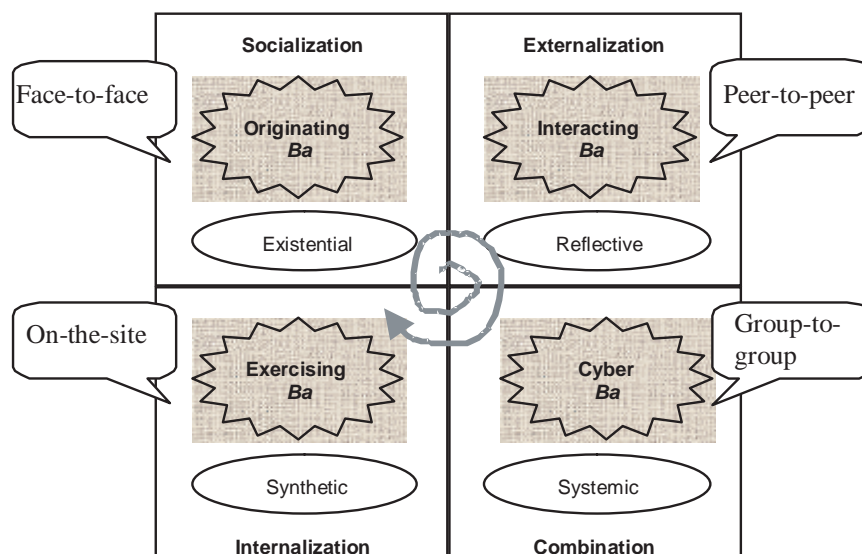 Socialization
Externalization
Face-to-face
Peer-to-peer
Originating
Ba
Interacting
Ba
Existential
Reflective
On-the-site
Group-to-
group
Exercising
Ba
Cyber
Ba
Synthetic
Systemic
Internalization
Combination